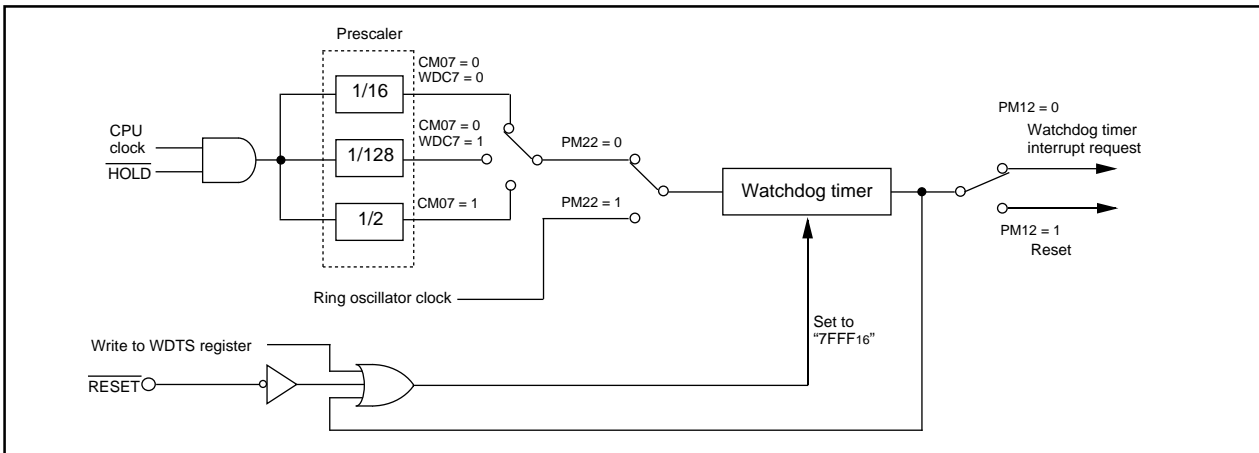 Prescaler
CM07 = 0
WDC7 = 0
1/16
PM12 = 0
CPU
clock
HOLD
CM07 = 0
WDC7 = 1
1/128
PM22 = 0
Watchdog timer
interrupt request
Watchdog timer
CM07 = 1
1/2
PM22 = 1
PM12 = 1
Reset
Ring oscillator clock
Set to
“7FFF16”
Write to WDTS register
RESET